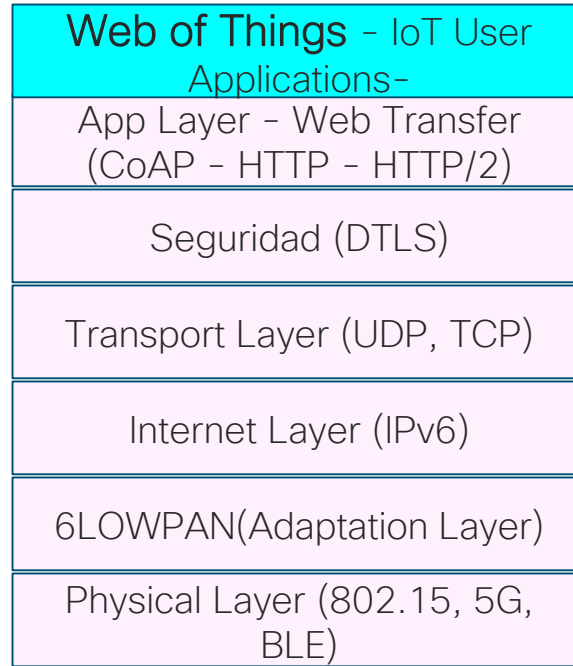 Web of Things - IoT User
Applications-
App Layer - Web Transfer
(CoAP - HTTP - HTTP/2)
Seguridad (DTLS)
Transport Layer (UDP, TCP)
Internet Layer (IPv6)
6LOWPAN(Adaptation Layer)
Physical Layer (802.15, 5G,
BLE)